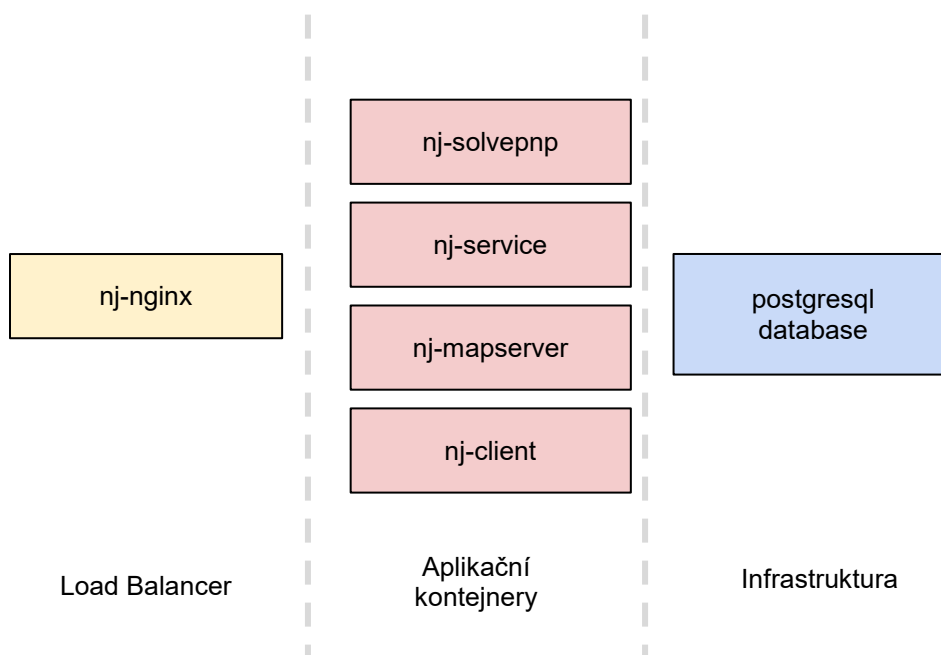 nj-solvepnp
nj-service
nj-nginx
postgresql
database
nj-mapserver
nj-client
Load Balancer
Aplikační
kontejnery
Infrastruktura